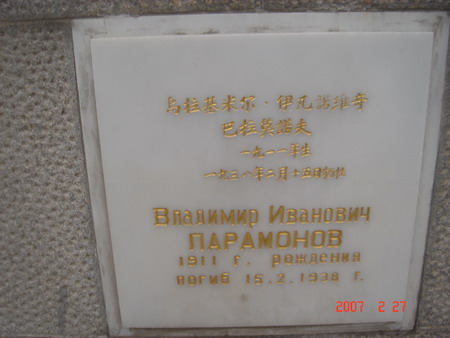 乌拉基米尔·伊凡诺维奇
巴拉莫诺夫
一九一一年生
一九三八年二月十五日牺牲
Владимир Иванович
ПАРАМОНОВ
1911 г. рождения
погиб 15.2.1938 г.
2007 2 27